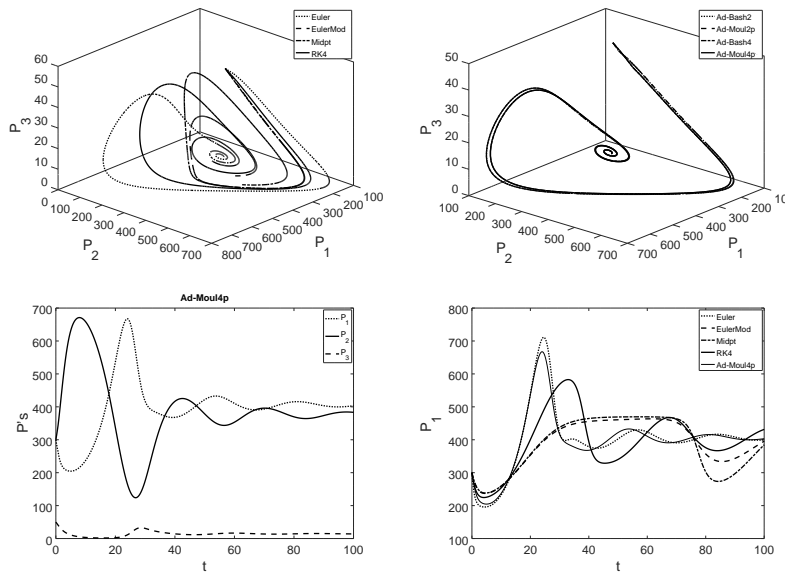 Euler
EulerMod
Midpt
RK4
60
50
40
30
20
10
0
P3
100
200
300
400
500
600
700
P2
800
700
600
500
400
300
200
100
P1
Ad-Bash2
Ad-Moul2p
Ad-Bash4
Ad-Moul4p
50
40
30
20
10
0
P3
100
200
300
400
500
600
700
P2
700
600
500
400
300
200
10
P1
Ad-Moul4p
P1
P2
P3
700
600
500
400
300
200
100
0
P's
0 20 40 60 80 100
t
Euler
EulerMod
Midpt
RK4
Ad-Moul4p
800
700
600
500
400
300
200
100
P1
0 20 40 60 80 100
t